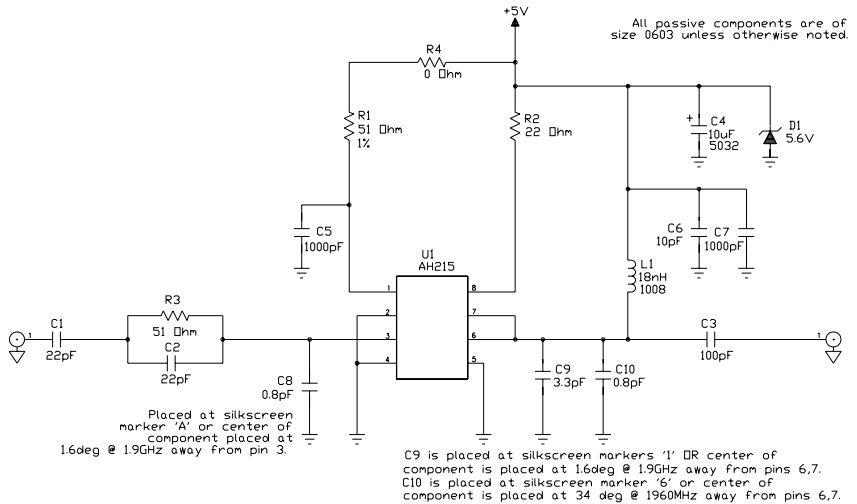 +5V
All passive components are of
size 0603 unless otherwise noted.
R4
0 Ohm
R1
51 Ohm
1%
R2
22 Ohm
+
C4
10uF
5032
D1
5.6V
C5
1000pF
C6
10pF
C7
1000pF
U1
AH215
L1
18nH
1008
1
8
2
7
3
6
4
5
R3
51 Ohm
C1
22pF
C2
22pF
1
C3
100pF
1
C8
0.8pF
C9
3.3pF
C10
0.8pF
Placed at silkscreen
marker 'A' or center of
component placed at
1.6deg @ 1.9GHz away from pin 3.
C9 is placed at silkscreen markers '1' OR center of
component is placed at 1.6deg @ 1.9GHz away from pins 6,7.
C10 is placed at silkscreen marker '6' or center of
component is placed at 34 deg @ 1960MHz away from pins 6,7.